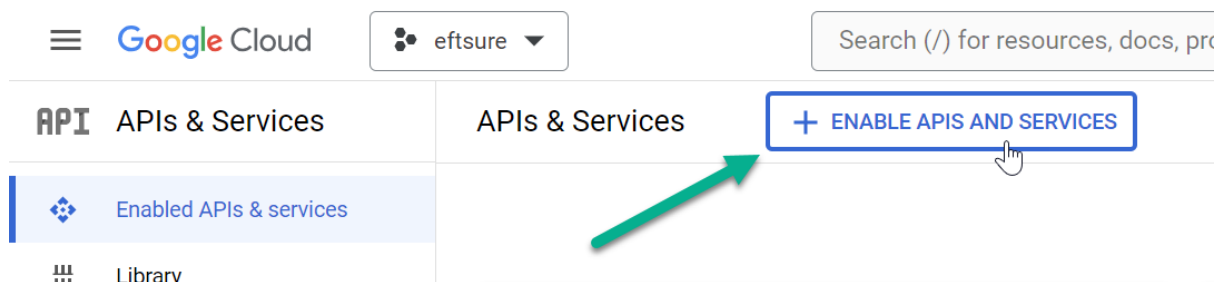 Google Cloud eftsure Search (/) for resources, docs, pro
API APIs & Services APIs & Services + ENABLE APIS AND SERVICES
Enabled APIs & services
Library